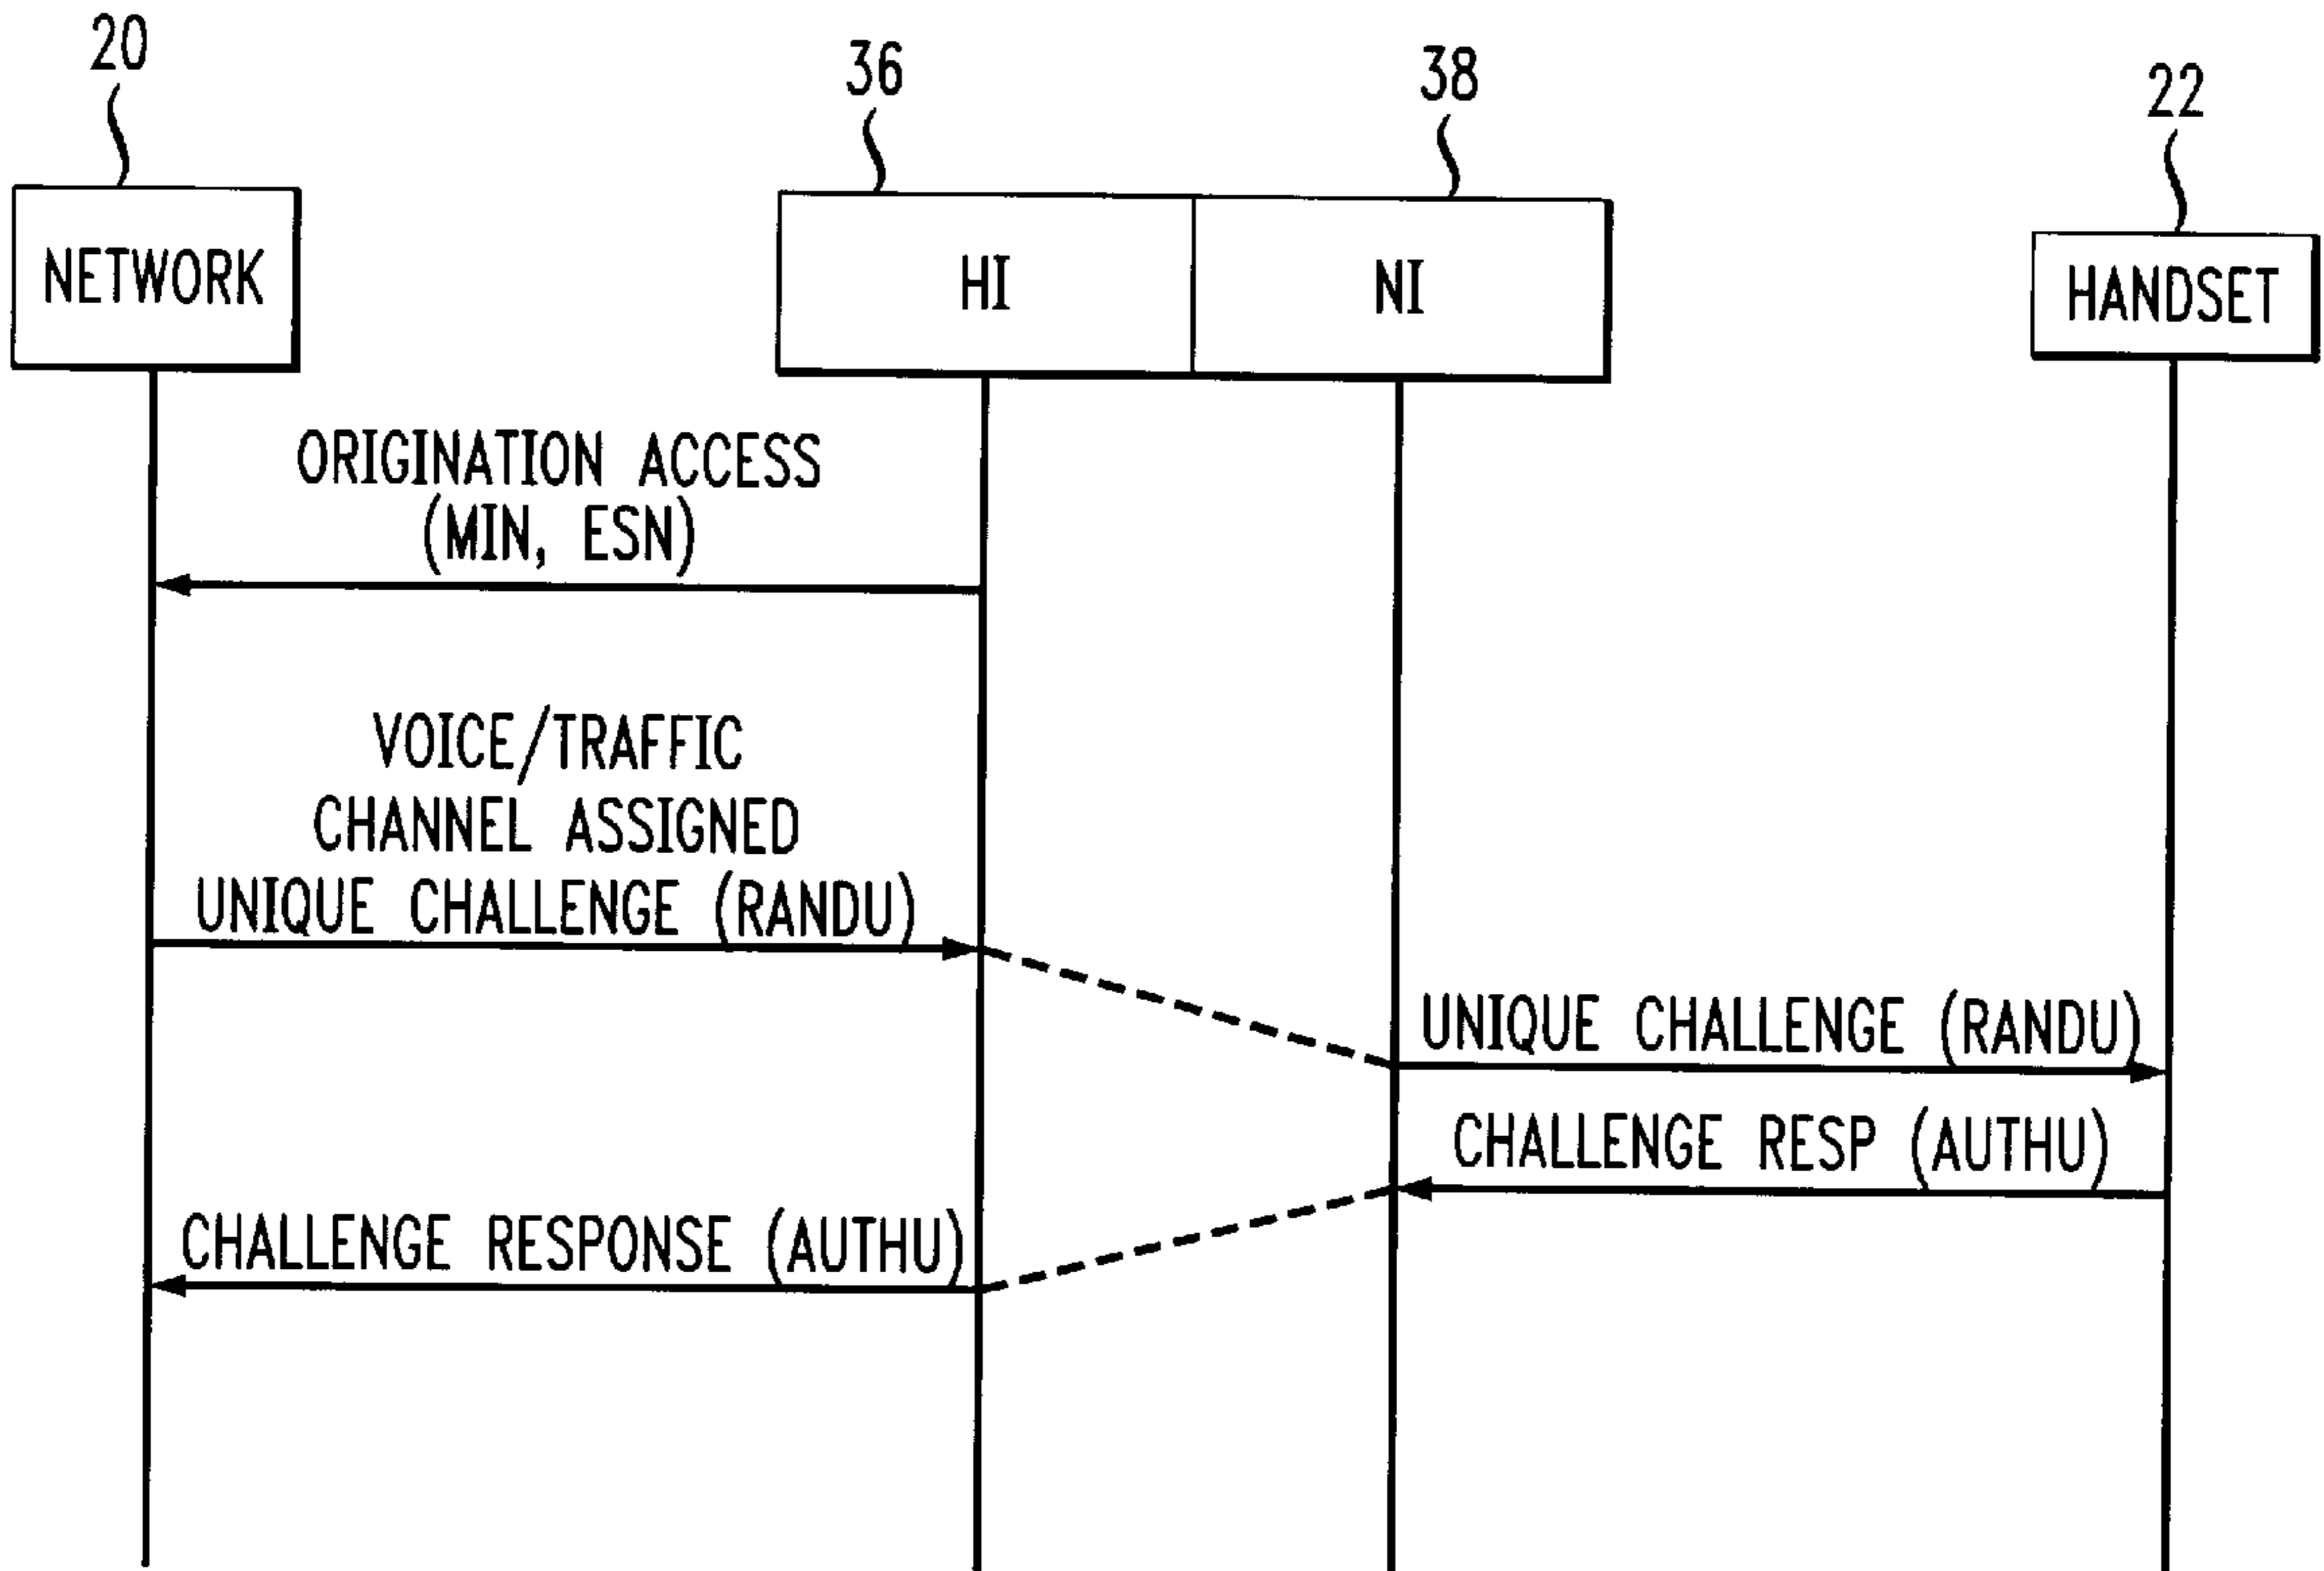 20
36
38
22
NETWORK
HI
NI
HANDSET
ORIGINATION ACCESS
(MIN, ESN)
VOICE/TRAFFIC
CHANNEL ASSIGNED
UNIQUE CHALLENGE (RANDU)
UNIQUE CHALLENGE (RANDU)
CHALLENGE RESP (AUTHU)
CHALLENGE RESPONSE (AUTHU)